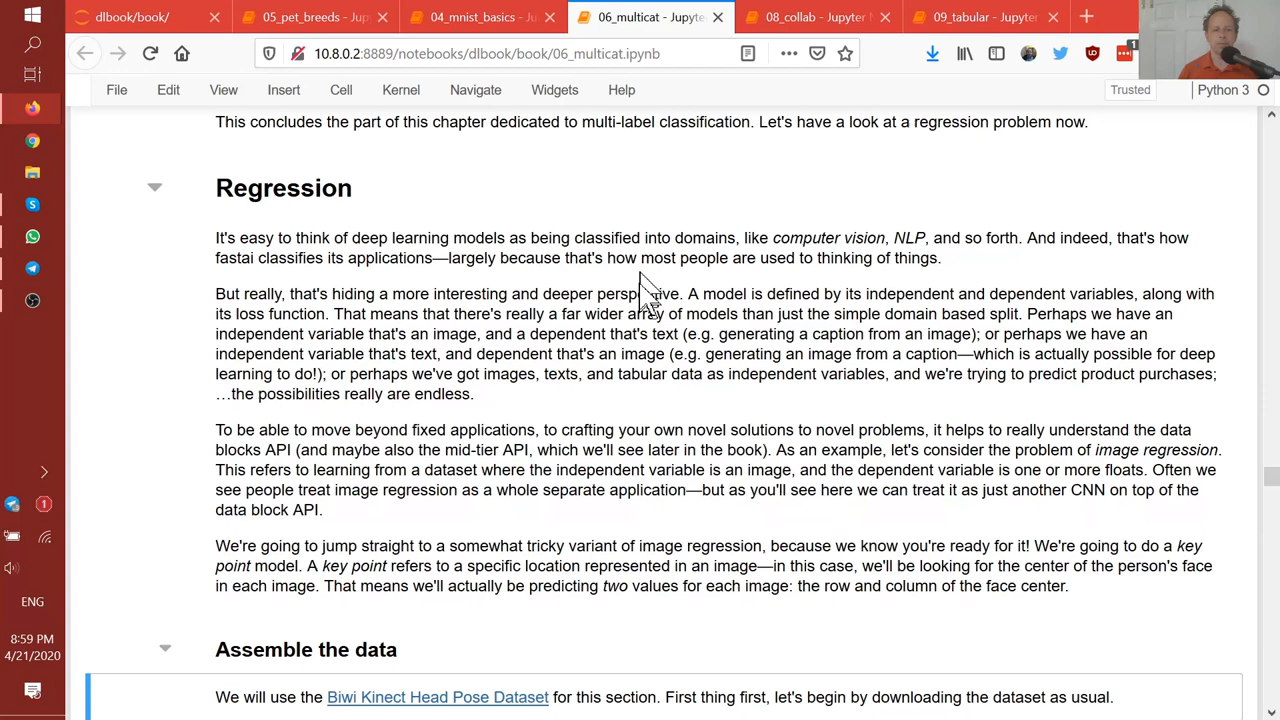 dlbook/book/
05_pet_breeds - Jup
04_mnist_basics - Ju
06_multicat - Jupyte
08_collab - Jupyter
09_tabular - Jupyte
10.8.0.2:8889/notebooks/dlbook/book/06_multicat.ipynb
1
File Edit View Insert Cell Kernel Navigate Widgets Help
Trusted
Python 3
This concludes the part of this chapter dedicated to multi-label classification. Let's have a look at a regression problem now.
Regression
It's easy to think of deep learning models as being classified into domains, like computer vision, NLP, and so forth. And indeed, that's how
fastai classifies its applications—largely because that's how most people are used to thinking of things.
But really, that's hiding a more interesting and deeper perspective. A model is defined by its independent and dependent variables, along with
its loss function. That means that there's really a far wider array of models than just the simple domain based split. Perhaps we have an
independent variable that's an image, and a dependent that's text (e.g. generating a caption from an image); or perhaps we have an
independent variable that's text, and dependent that's an image (e.g. generating an image from a caption—which is actually possible for deep
learning to do!); or perhaps we've got images, texts, and tabular data as independent variables, and we're trying to predict product purchases;
…the possibilities really are endless.
To be able to move beyond fixed applications, to crafting your own novel solutions to novel problems, it helps to really understand the data
blocks API (and maybe also the mid-tier API, which we'll see later in the book). As an example, let's consider the problem of image regression.
This refers to learning from a dataset where the independent variable is an image, and the dependent variable is one or more floats. Often we
see people treat image regression as a whole separate application—but as you'll see here we can treat it as just another CNN on top of the
data block API.
We're going to jump straight to a somewhat tricky variant of image regression, because we know you're ready for it! We're going to do a key
point model. A key point refers to a specific location represented in an image—in this case, we'll be looking for the center of the person's face
in each image. That means we'll actually be predicting two values for each image: the row and column of the face center.
Assemble the data
We will use the Biwi Kinect Head Pose Dataset for this section. First thing first, let's begin by downloading the dataset as usual.
1
ENG
8:59 PM
4/21/2020